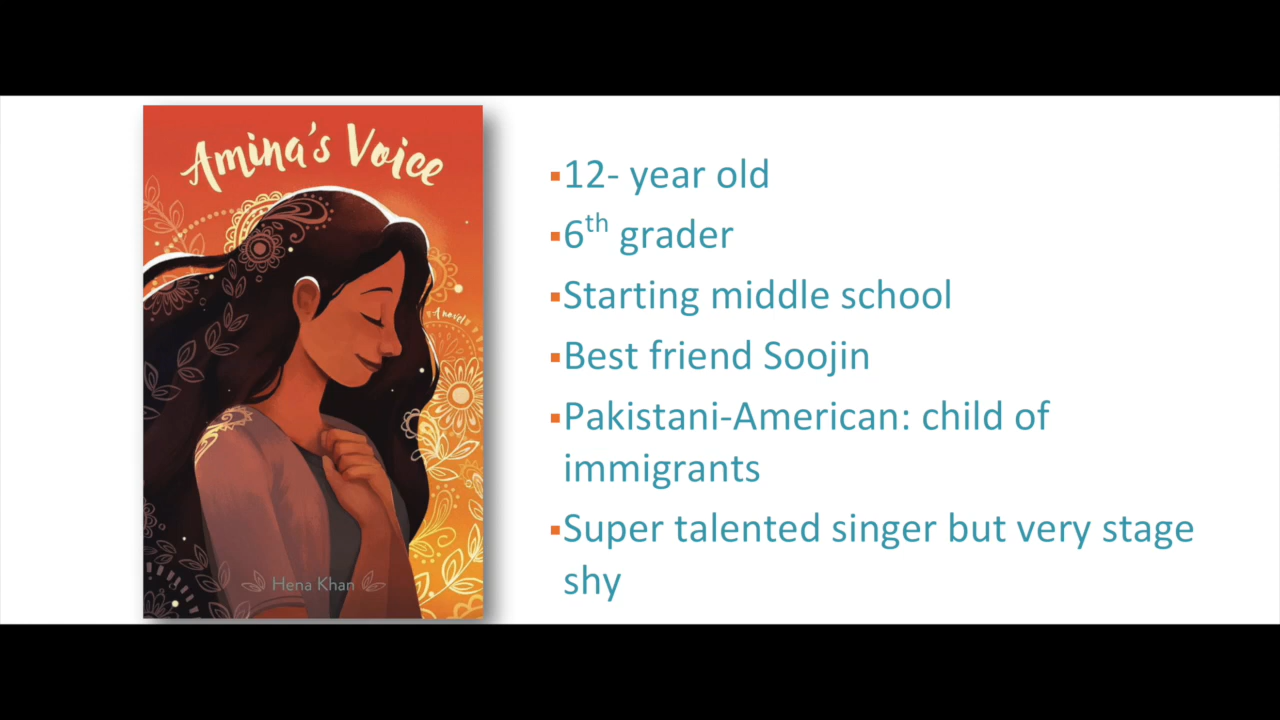 Amina's Voice
A novel
Hena Khan
▪12- year old
▪6th grader
▪Starting middle school
▪Best friend Soojin
▪Pakistani-American: child of
immigrants
▪Super talented singer but very stage
shy